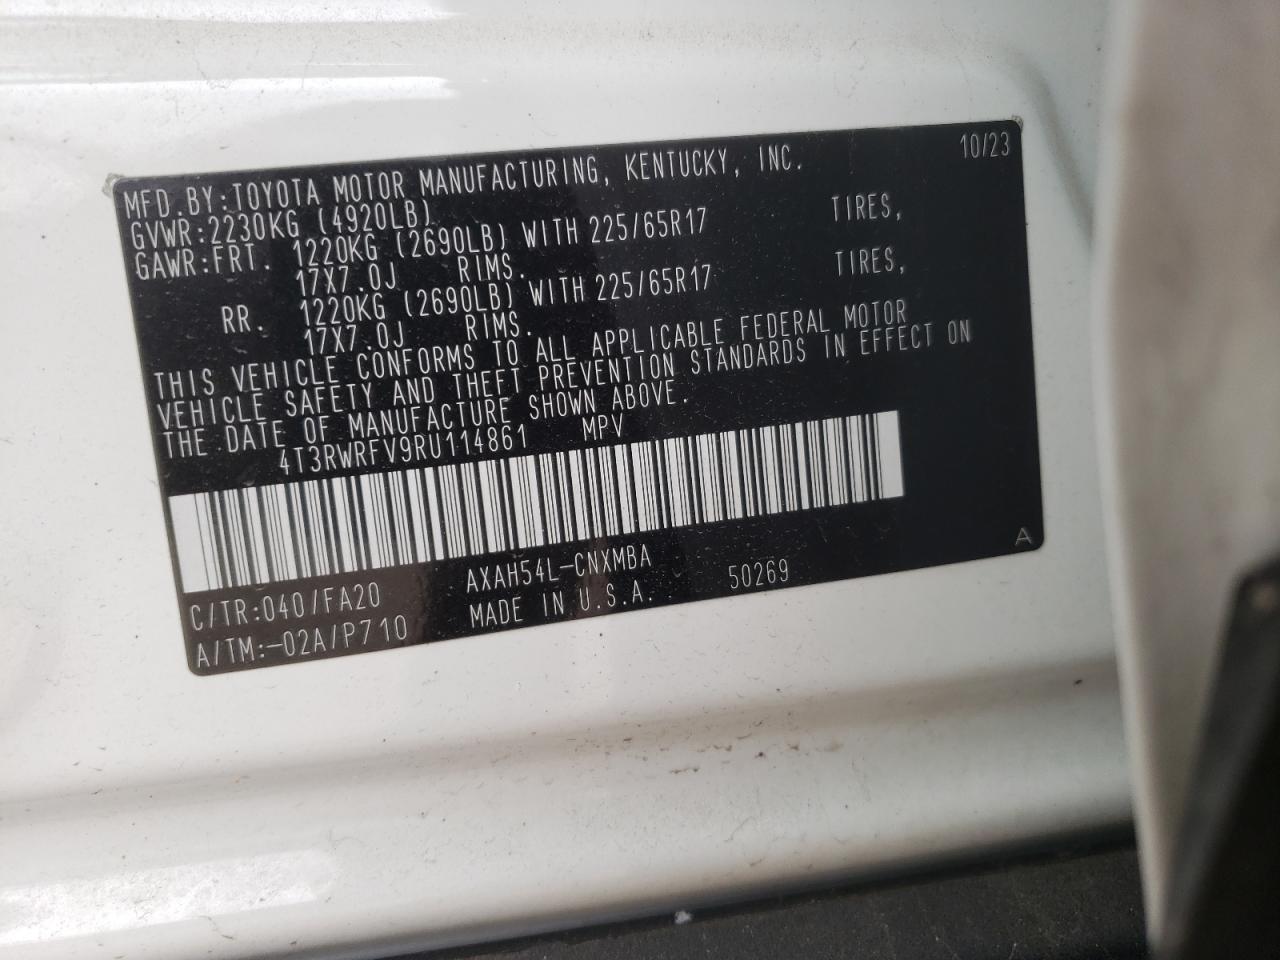 10/23
MFD.BY:TOYOTA MOTOR MANUFACTURING, KENTUCKY, INC.
GVWR:2230KG (4920LB)
GAWR:FRT. 1220KG (2690LB) WITH 225/65R17 TIRES,
17X7.0J RIMS.
RR. 1220KG (2690LB) WITH 225/65R17 TIRES,
17X7.0J RIMS.
THIS VEHICLE CONFORMS TO ALL APPLICABLE FEDERAL MOTOR
VEHICLE SAFETY AND THEFT PREVENTION STANDARDS IN EFFECT ON
THE DATE OF MANUFACTURE SHOWN ABOVE.
4T3RWRFV9RU114861 MPV
C/TR:040/FA20 AXAH54L-CNXMBA
A/TM:-02A/P710 MADE IN U.S.A. 50269
A